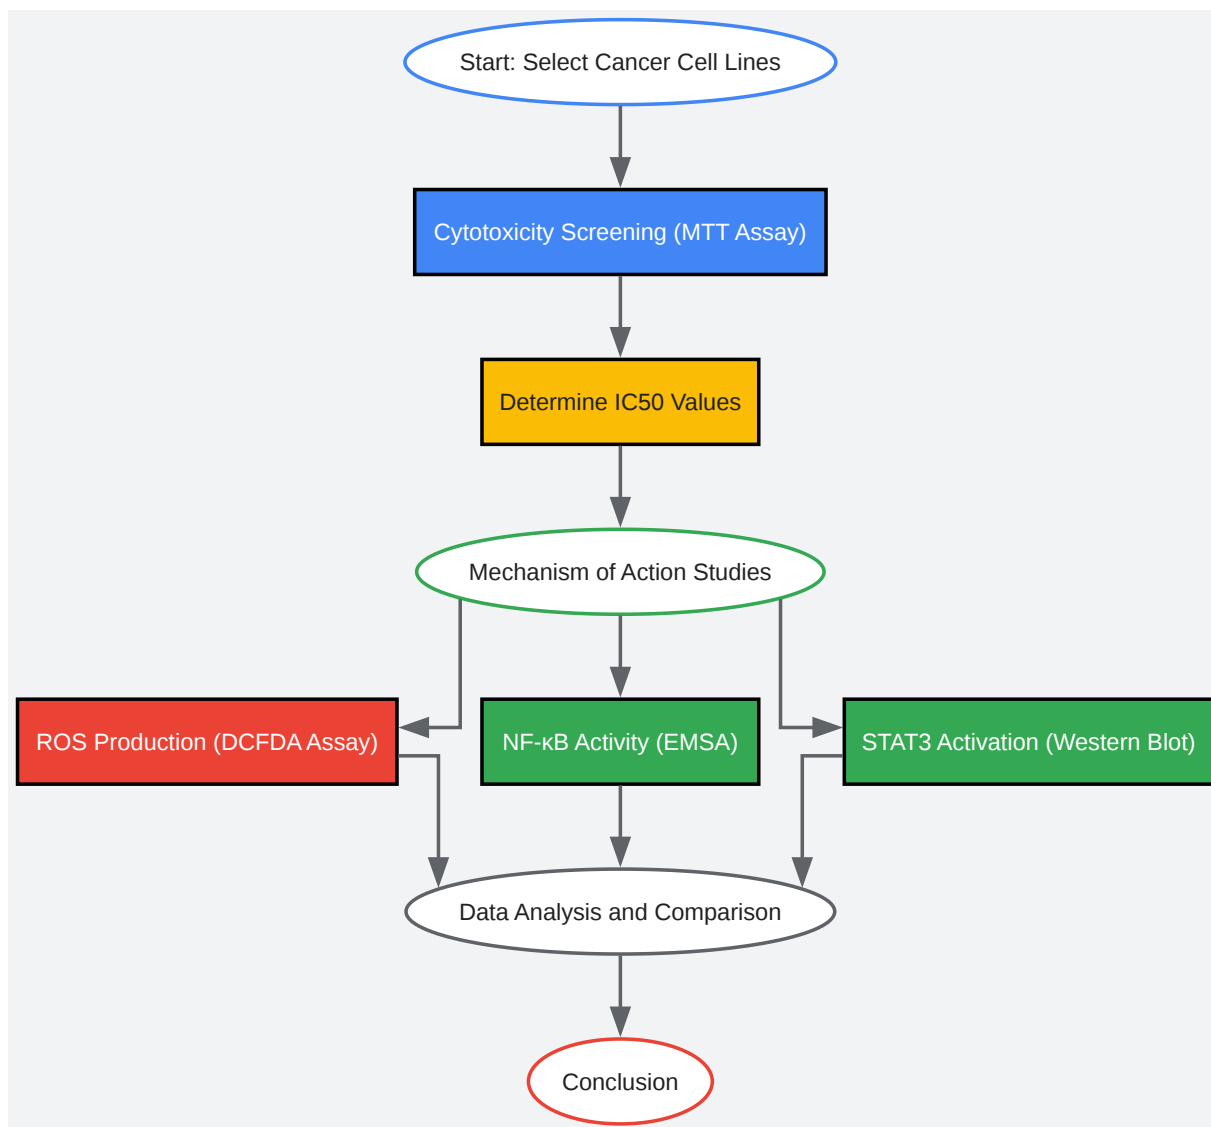 Start: Select Cancer Cell Lines
Cytotoxicity Screening (MTT Assay)
Determine IC50 Values
Mechanism of Action Studies
ROS Production (DCFDA Assay)
NF-κB Activity (EMSA)
STAT3 Activation (Western Blot)
Data Analysis and Comparison
Conclusion